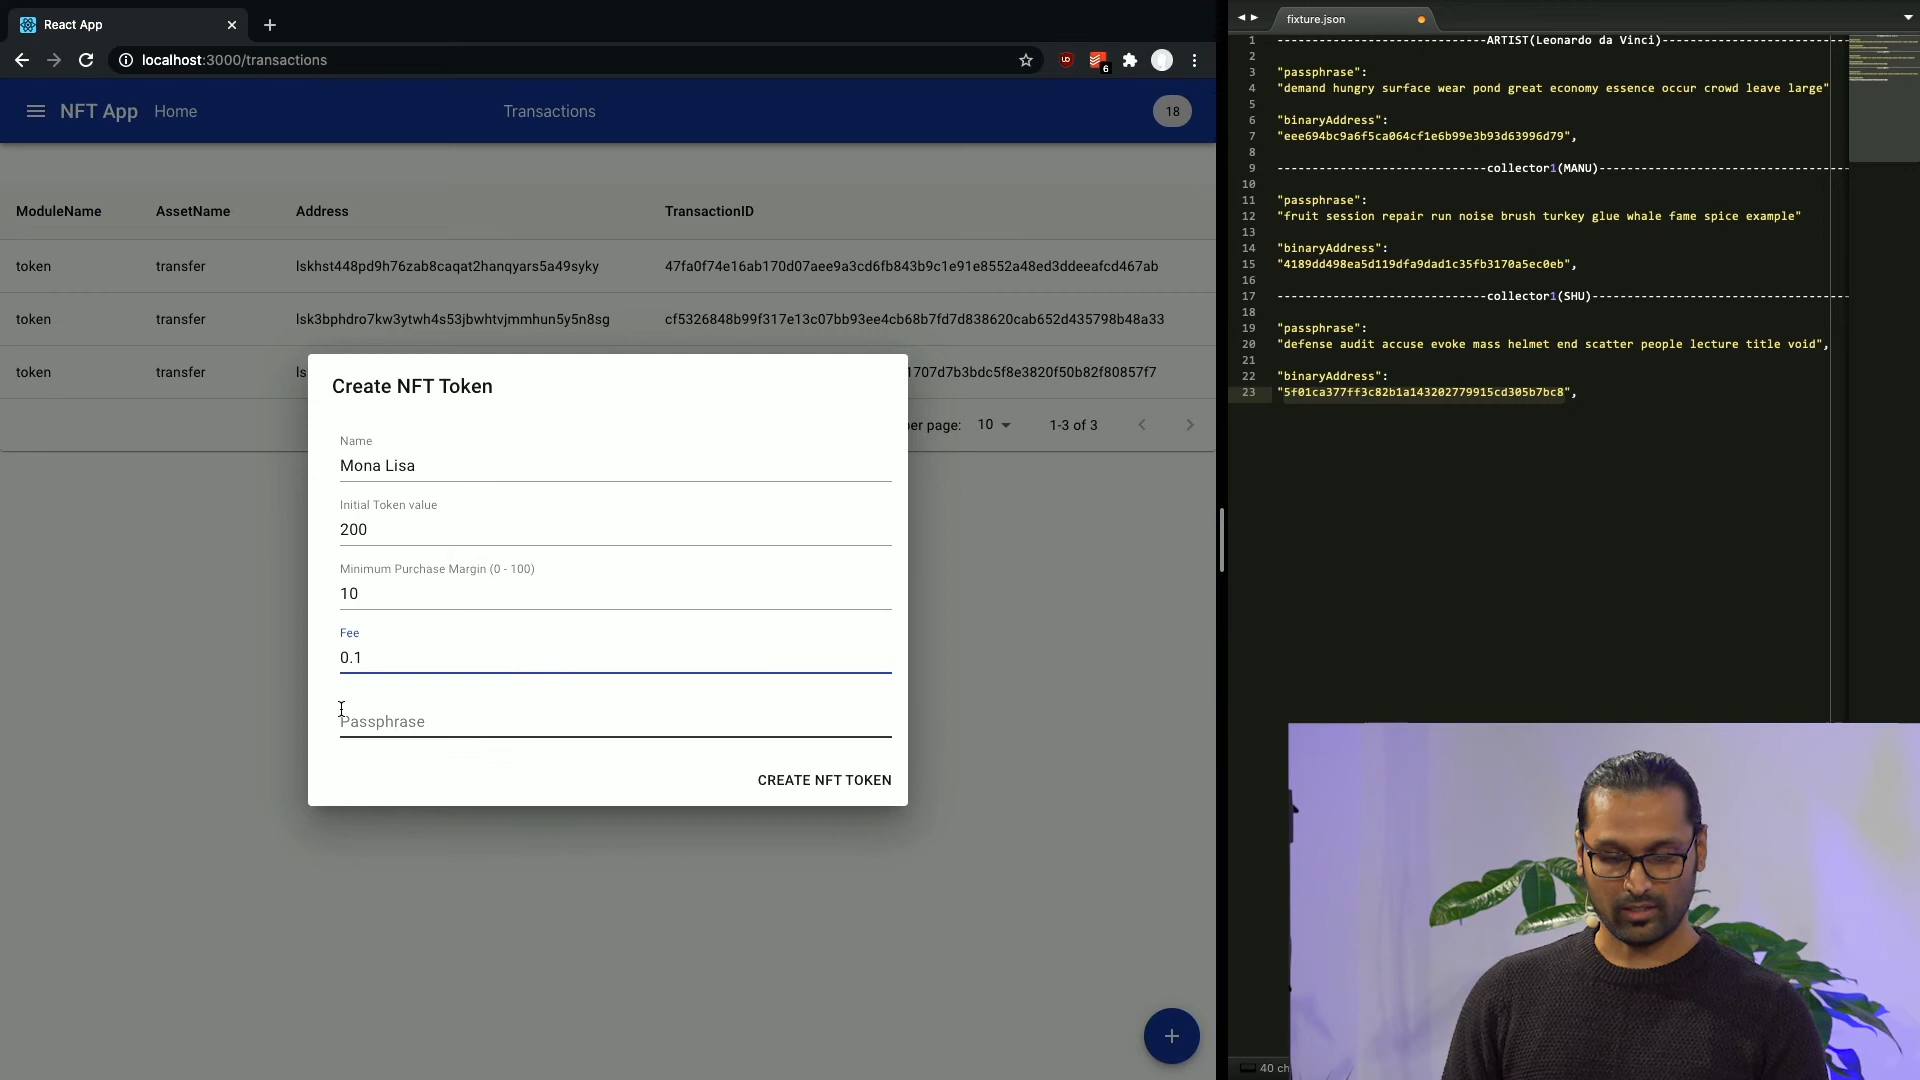 React App
localhost:3000/transactions
6
NFT App
Home
Transactions
18
ModuleName AssetName Address TransactionID
token transfer lskhst448pd9h76zab8caqat2hanqyars5a49syky 47fa0f74e16ab170d07aee9a3cd6fb843b9c1e91e8552a48ed3ddeeafcd467ab
token transfer lsk3bphdro7kw3ytwh4s53jbwhtvjmmhun5y5n8sg cf5326848b99f317e13c07bb93ee4cb68b7fd7d838620cab652d435798b48a33
token transfer ls 1707d7b3bdc5f8e3820f50b82f80857f7
per page: 10 1-3 of 3
Create NFT Token
Name
Mona Lisa
Initial Token value
200
Minimum Purchase Margin (0 - 100)
10
Fee
0.1
Passphrase
CREATE NFT TOKEN
fixture.json
1 ------------------------------ARTIST(Leonardo da Vinci)---------------------------
2
3 "passphrase":
4 "demand hungry surface wear pond great economy essence occur crowd leave large"
5
6 "binaryAddress":
7 "eee694bc9a6f5ca064cf1e6b99e3b93d63996d79",
8
9 ------------------------------collector1(MANU)------------------------------------
10
11 "passphrase":
12 "fruit session repair run noise brush turkey glue whale fame spice example"
13
14 "binaryAddress":
15 "4189dd498ea5d119dfa9dad1c35fb3170a5ec0eb",
16
17 ------------------------------collector1(SHU)-------------------------------------
18
19 "passphrase":
20 "defense audit accuse evoke mass helmet end scatter people lecture title void",
21
22 "binaryAddress":
23 "5f01ca377ff3c82b1a143202779915cd305b7bc8",
40 ch